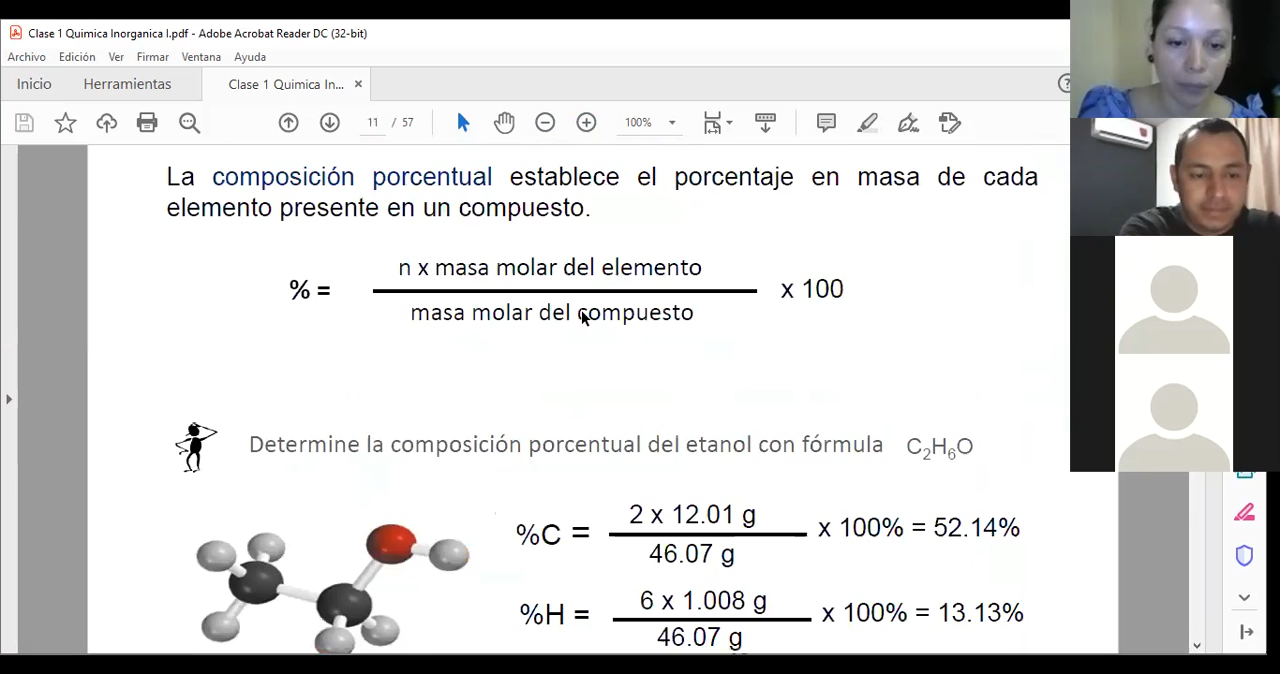 Clase 1 Quimica Inorganica I.pdf - Adobe Acrobat Reader DC (32-bit)
Archivo Edición Ver Firmar Ventana Ayuda
Inicio Herramientas Clase 1 Quimica In... ×
11 / 57 100%
La composición porcentual establece el porcentaje en masa de cada
elemento presente en un compuesto.
n x masa molar del elemento
% = x 100
masa molar del compuesto
Determine la composición porcentual del etanol con fórmula C₂H₆O
2 x 12.01 g
%C = x 100% = 52.14%
46.07 g
6 x 1.008 g
%H = x 100% = 13.13%
46.07 g